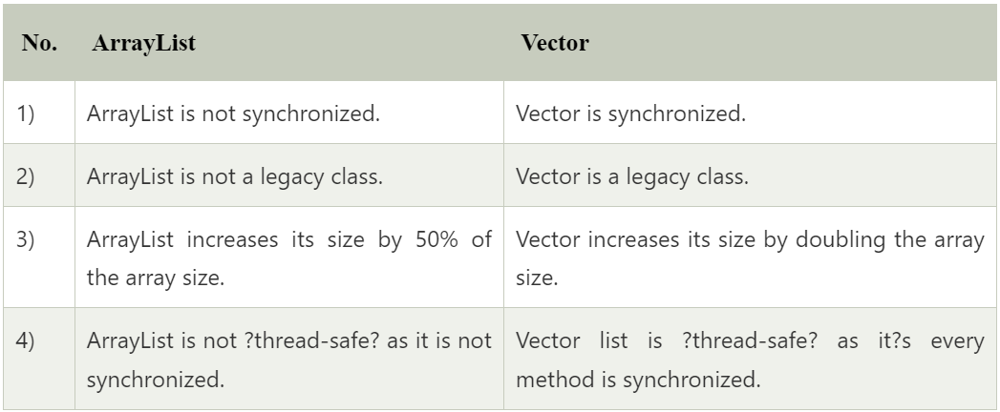 No. ArrayList Vector
1) ArrayList is not synchronized. Vector is synchronized.
2) ArrayList is not a legacy class. Vector is a legacy class.
3) ArrayList increases its size by 50% of
the array size.
Vector increases its size by doubling the array
size.
4) ArrayList is not ?thread-safe? as it is not
synchronized.
Vector list is ?thread-safe? as it?s every
method is synchronized.